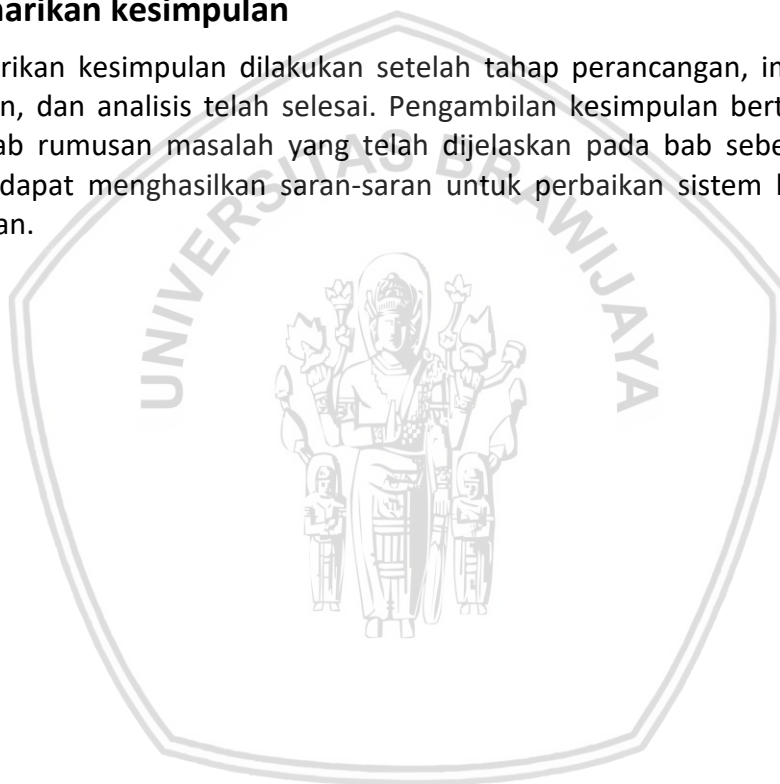 narikan kesimpulan
rikan kesimpulan dilakukan setelah tahap perancangan, in
n, dan analisis telah selesai. Pengambilan kesimpulan bert
ab rumusan masalah yang telah dijelaskan pada bab sebe
dapat menghasilkan saran-saran untuk perbaikan sistem
an.
UNIVERSITAS BRAWIJAYA